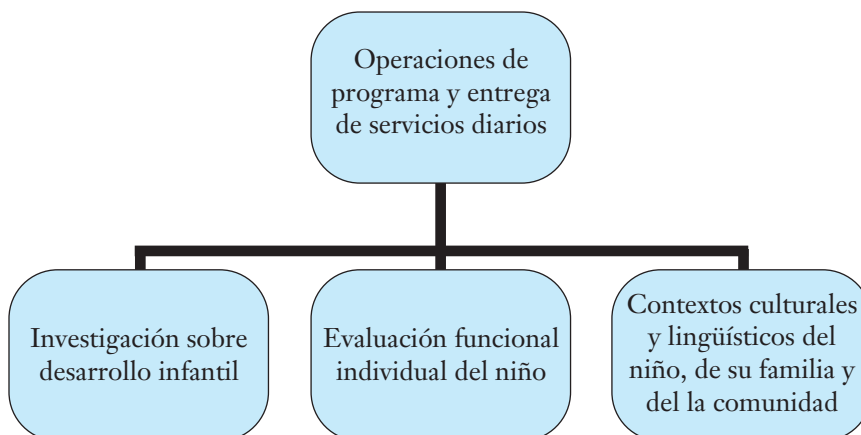 Operaciones de
programa y entrega
de servicios diarios
Investigación sobre
desarrollo infantil
Evaluación funcional
individual del niño
Contextos culturales
y lingüísticos del
niño, de su familia y
del la comunidad